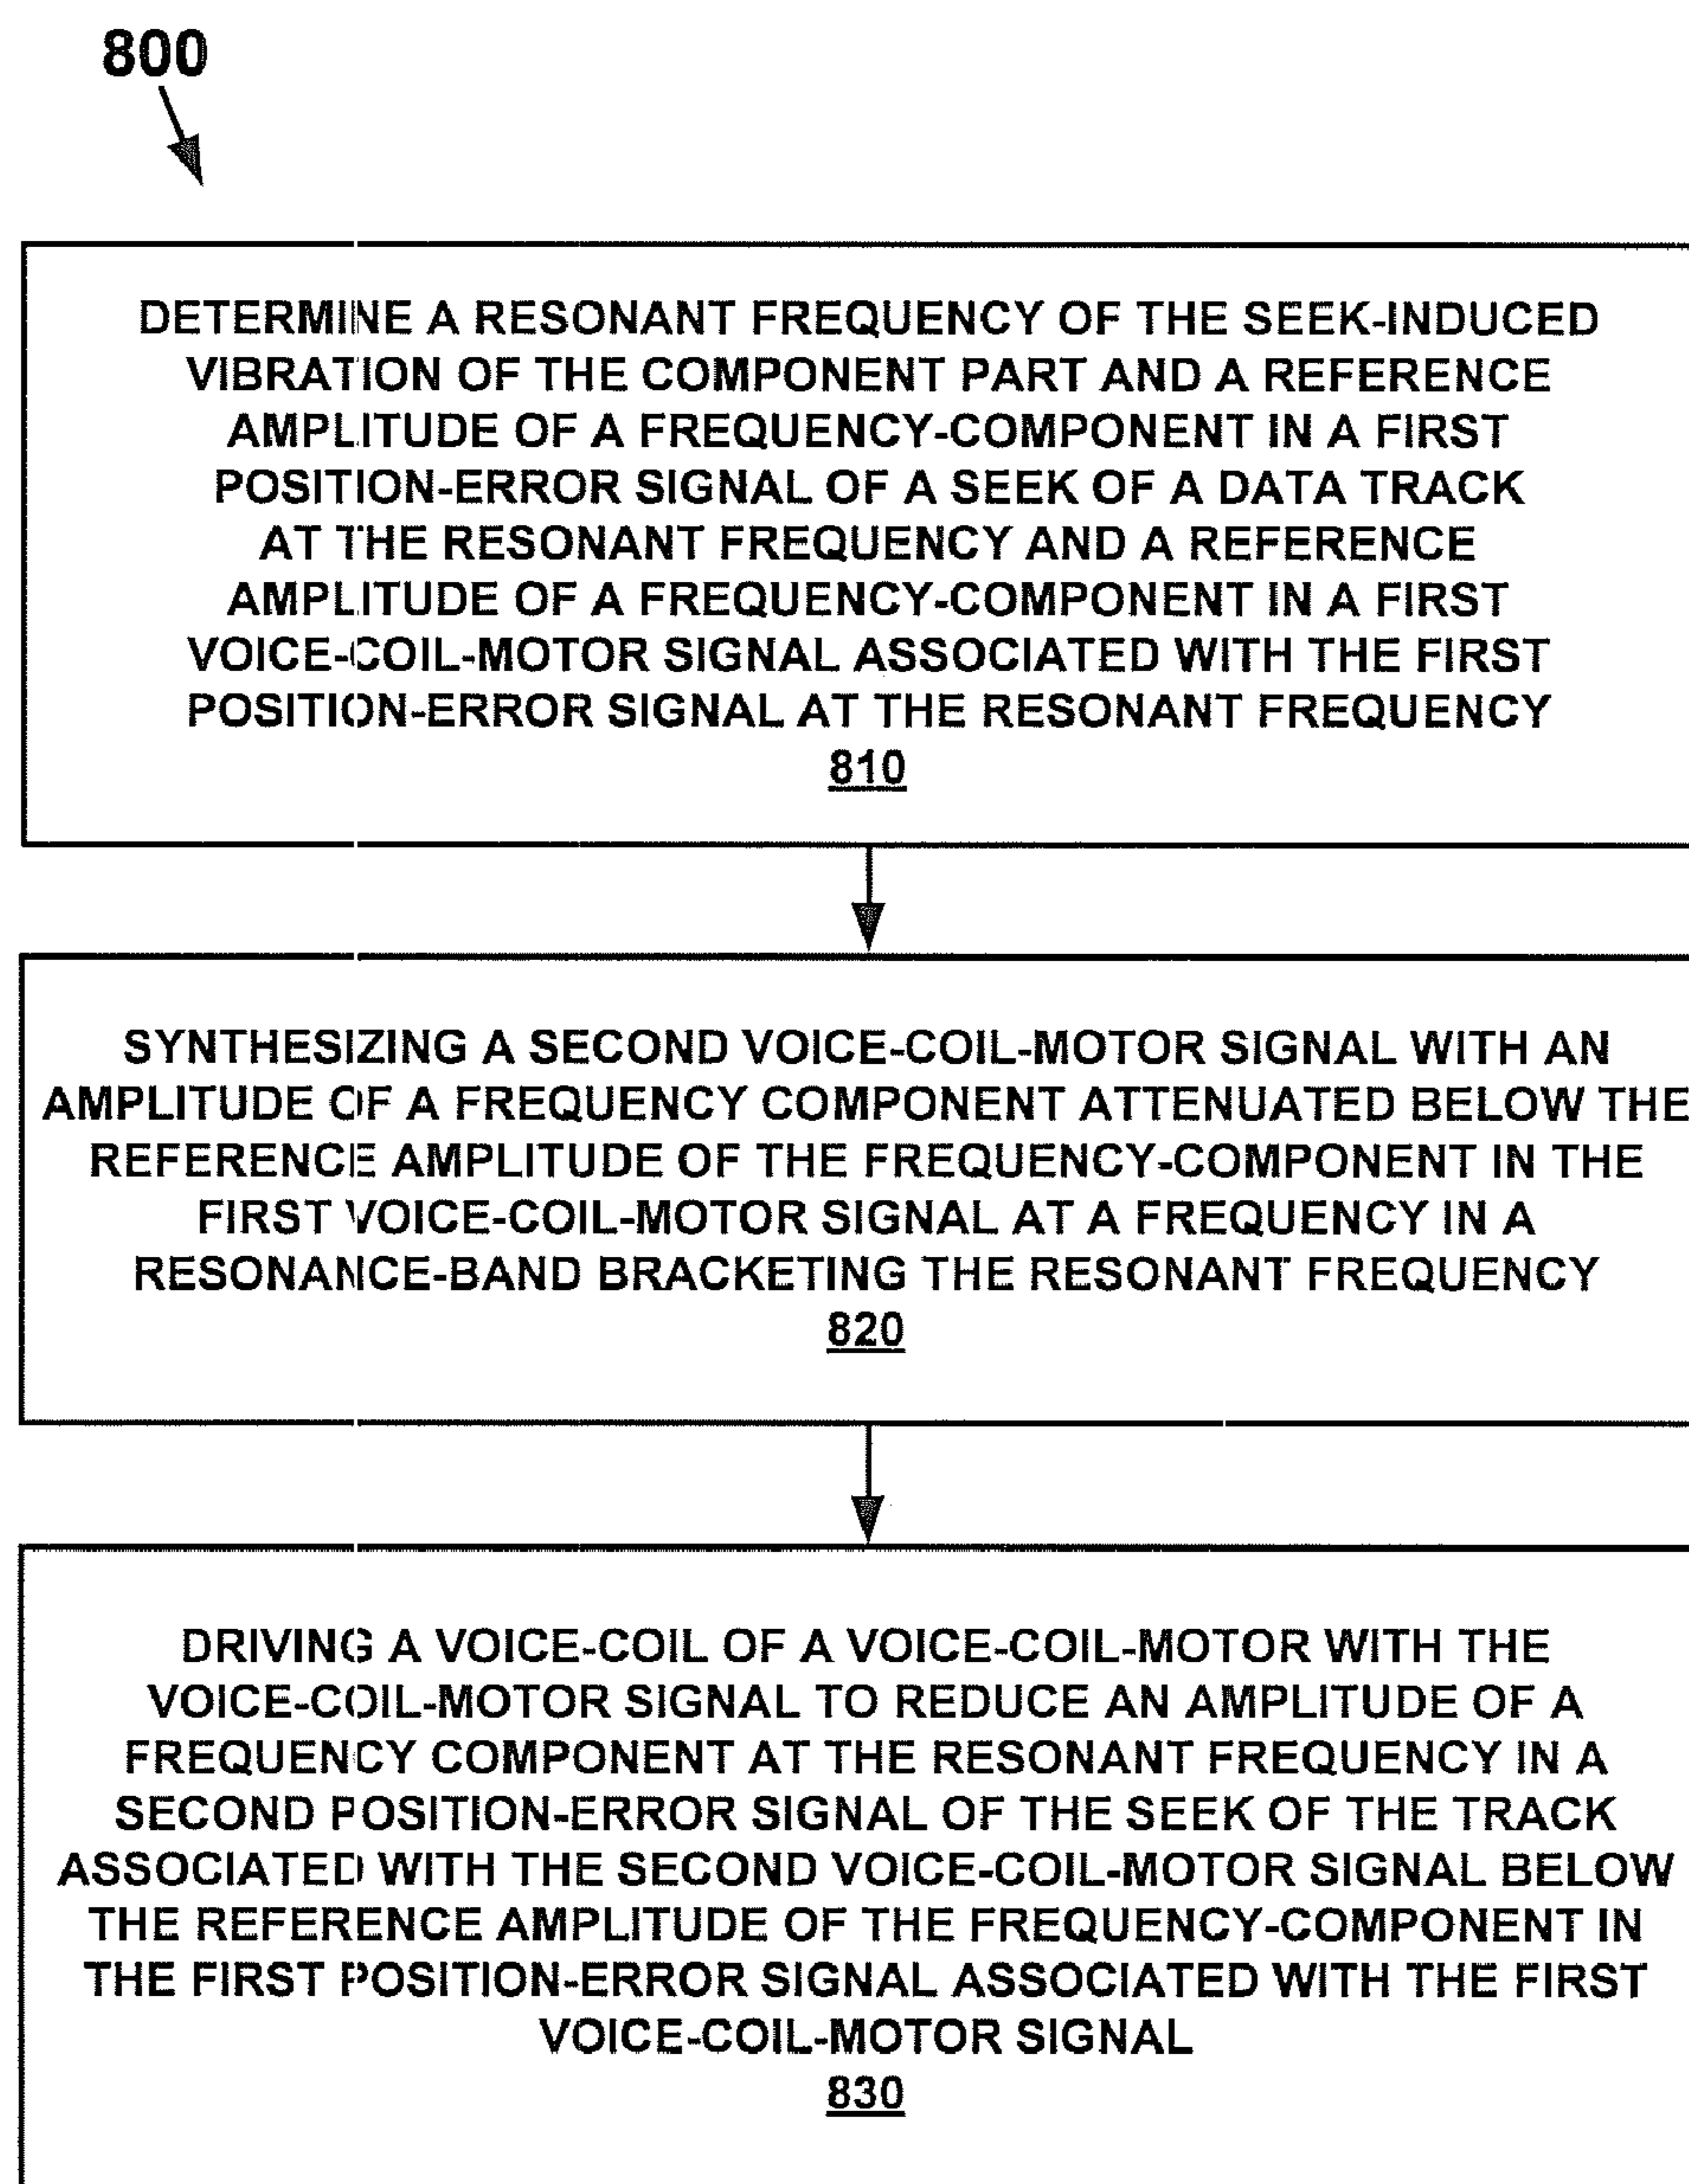 800
DETERMINE A RESONANT FREQUENCY OF THE SEEK-INDUCED
VIBRATION OF THE COMPONENT PART AND A REFERENCE
AMPLITUDE OF A FREQUENCY-COMPONENT IN A FIRST
POSITION-ERROR SIGNAL OF A SEEK OF A DATA TRACK
AT THE RESONANT FREQUENCY AND A REFERENCE
AMPLITUDE OF A FREQUENCY-COMPONENT IN A FIRST
VOICE-COIL-MOTOR SIGNAL ASSOCIATED WITH THE FIRST
POSITION-ERROR SIGNAL AT THE RESONANT FREQUENCY
810
SYNTHESIZING A SECOND VOICE-COIL-MOTOR SIGNAL WITH AN
AMPLITUDE OF A FREQUENCY COMPONENT ATTENUATED BELOW THE
REFERENCE AMPLITUDE OF THE FREQUENCY-COMPONENT IN THE
FIRST VOICE-COIL-MOTOR SIGNAL AT A FREQUENCY IN A
RESONANCE-BAND BRACKETING THE RESONANT FREQUENCY
820
DRIVING A VOICE-COIL OF A VOICE-COIL-MOTOR WITH THE
VOICE-COIL-MOTOR SIGNAL TO REDUCE AN AMPLITUDE OF A
FREQUENCY COMPONENT AT THE RESONANT FREQUENCY IN A
SECOND POSITION-ERROR SIGNAL OF THE SEEK OF THE TRACK
ASSOCIATED WITH THE SECOND VOICE-COIL-MOTOR SIGNAL BELOW
THE REFERENCE AMPLITUDE OF THE FREQUENCY-COMPONENT IN
THE FIRST POSITION-ERROR SIGNAL ASSOCIATED WITH THE FIRST
VOICE-COIL-MOTOR SIGNAL
830